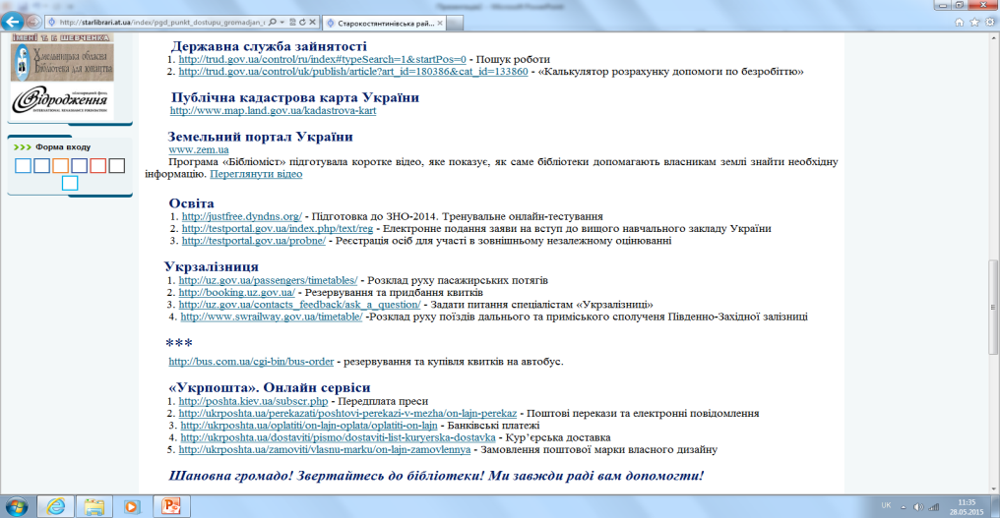 Презентація1 - Microsoft PowerPoint
http://starlibrari.at.ua/index/pgd_punkt_dostupu_gromadjan_
Старокостянтинівська рай...
ІМЕНІ Т. Г. ШЕВЧЕНКА
Хмельницька обласна
Бібліотека для юнацтва
Відродження
INTERNATIONAL RENAISSANCE FOUNDATION
>>> Форма входу
Державна служба зайнятості
1. http://trud.gov.ua/control/ru/index#typeSearch=1&startPos=0 - Пошук роботи
2. http://trud.gov.ua/control/uk/publish/article?art_id=180386&cat_id=133860 - «Калькулятор розрахунку допомоги по безробіттю»
Публічна кадастрова карта України
http://www.map.land.gov.ua/kadastrova-kart
Земельний портал України
www.zem.ua
Програма «Бібліоміст» підготувала коротке відео, яке показує, як саме бібліотеки допомагають власникам землі знайти необхідну
інформацію. Переглянути відео
Освіта
1. http://justfree.dyndns.org/ - Підготовка до ЗНО-2014. Тренувальне онлайн-тестування
2. http://testportal.gov.ua/index.php/text/reg - Електронне подання заяви на вступ до вищого навчального закладу України
3. http://testportal.gov.ua/probne/ - Реєстрація осіб для участі в зовнішньому незалежному оцінюванні
Укрзалізниця
1. http://uz.gov.ua/passengers/timetables/ - Розклад руху пасажирських потягів
2. http://booking.uz.gov.ua/ - Резервування та придбання квитків
3. http://uz.gov.ua/contacts_feedback/ask_a_question/ - Задати питання спеціалістам «Укрзалізниці»
4. http://www.swrailway.gov.ua/timetable/ -Розклад руху поїздів дальнього та приміського сполученя Південно-Західної залізниці
***
http://bus.com.ua/cgi-bin/bus-order - резервування та купівля квитків на автобус.
«Укрпошта». Онлайн сервіси
1. http://poshta.kiev.ua/subscr.php - Передплата преси
2. http://ukrposhta.ua/perekazati/poshtovi-perekazi-v-mezha/on-lajn-perekaz - Поштові перекази та електронні повідомлення
3. http://ukrposhta.ua/oplatiti/on-lajn-oplata/oplatiti-on-lajn - Банківські платежі
4. http://ukrposhta.ua/dostaviti/pismo/dostaviti-list-kuryerska-dostavka - Кур'єрська доставка
5. http://ukrposhta.ua/zamoviti/vlasnu-marku/on-lajn-zamovlennya - Замовлення поштової марки власного дизайну
Шановна громадо! Звертайтесь до бібліотеки! Ми завжди раді вам допомогти!
UK
11:35
28.05.2015